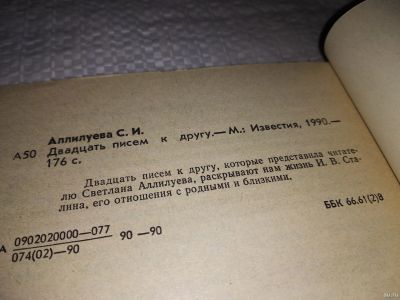 Аллилуева С. И.
А50 Двадцать писем к другу.— М.: Известия, 1990.—
176 с.
Двадцать писем к другу, которые представила читате-
лю Светлана Аллилуева, раскрывают нам жизнь И. В. Ста-
лина, его отношения с родными и близкими.
А 0902020000—077
074(02)—90
90 —90
ББК 66.61(2)8